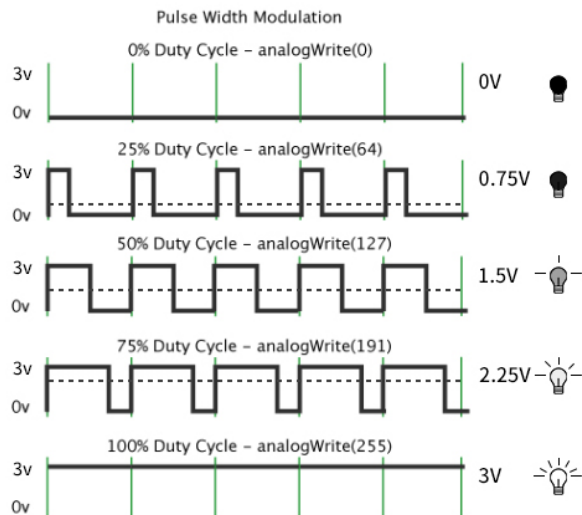 Pulse Width Modulation
0% Duty Cycle – analogWrite(0)
3v
0v
0V
25% Duty Cycle – analogWrite(64)
3v
0v
0.75V
50% Duty Cycle – analogWrite(127)
3v
0v
1.5V
75% Duty Cycle – analogWrite(191)
3v
0v
2.25V
100% Duty Cycle – analogWrite(255)
3v
0v
3V